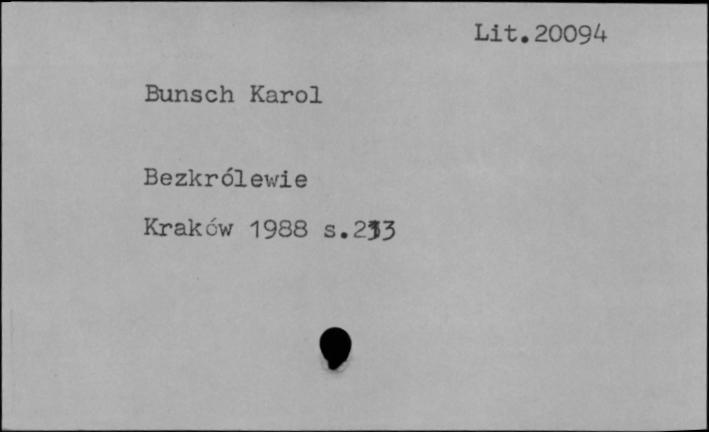 Lit.20094
Bunsch Karol
Bezkrólewie
Kraków 1988 s.233